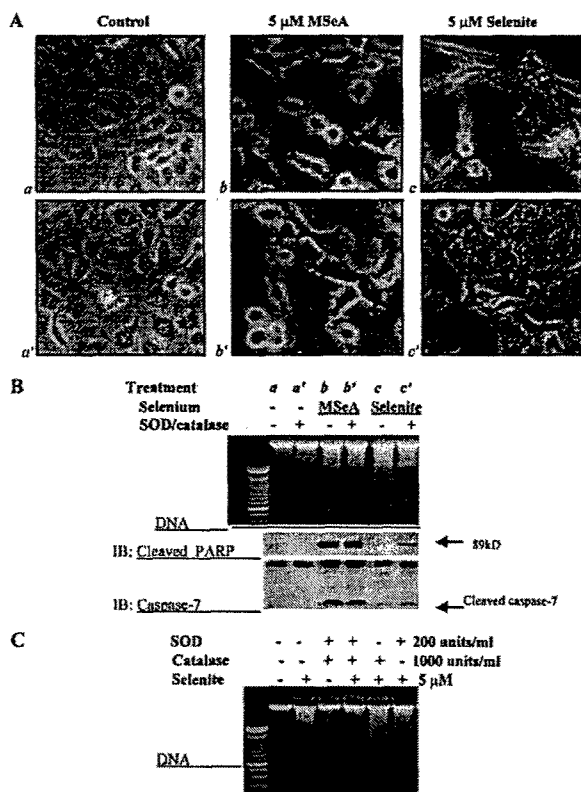 A
Control
5 µM MSeA
5 µM Selenite
a
b
c
a'
b'
c'
B
Treatment a a' b b' c c'
Selenium - - MSeA Selenite
SOD/catalase - + - + - +
DNA
IB: Cleaved PARP
89kD
IB: Caspase-7
Cleaved caspase-7
C
SOD - - + + - + 200 units/ml
Catalase - - + + + - 1000 units/ml
Selenite - + - + + + 5 µM
DNA